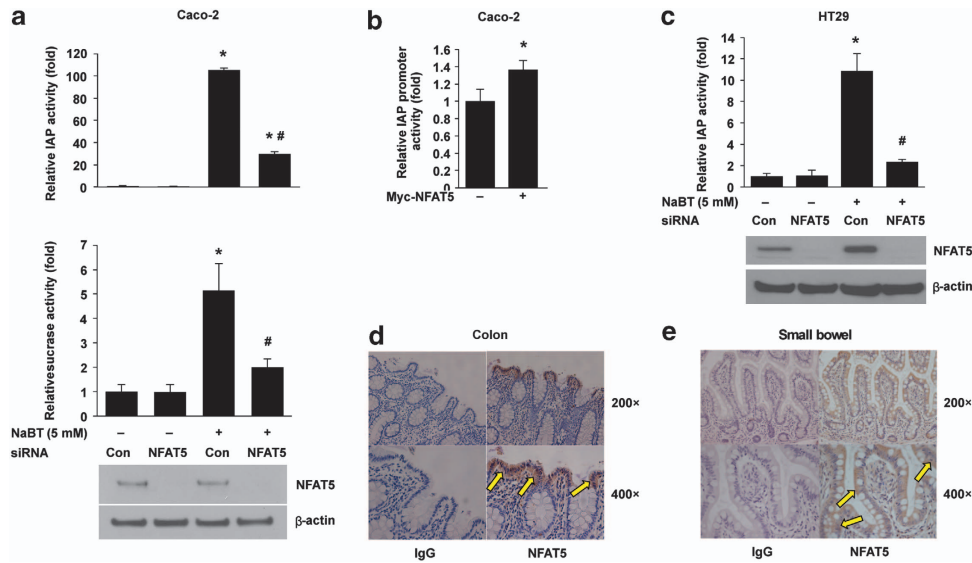 a
Caco-2
Relative IAP activity (fold)
120
100
80
60
40
20
0
*
* #
Relativesucrase activity (fold)
7
6
5
4
3
2
1
0
*
#
NaBT (5 mM) – – + +
siRNA Con NFAT5 Con NFAT5
NFAT5
β-actin
b
Caco-2
Relative IAP promoter
activity (fold)
1.6
1.4
1.2
1
0.8
0.6
0.4
0.2
0
*
Myc-NFAT5 – +
c
HT29
Relative IAP activity (fold)
14
12
10
8
6
4
2
0
*
#
NaBT (5 mM) – – + +
siRNA Con NFAT5 Con NFAT5
NFAT5
β-actin
d
Colon
200×
400×
IgG NFAT5
e
Small bowel
200×
400×
IgG NFAT5